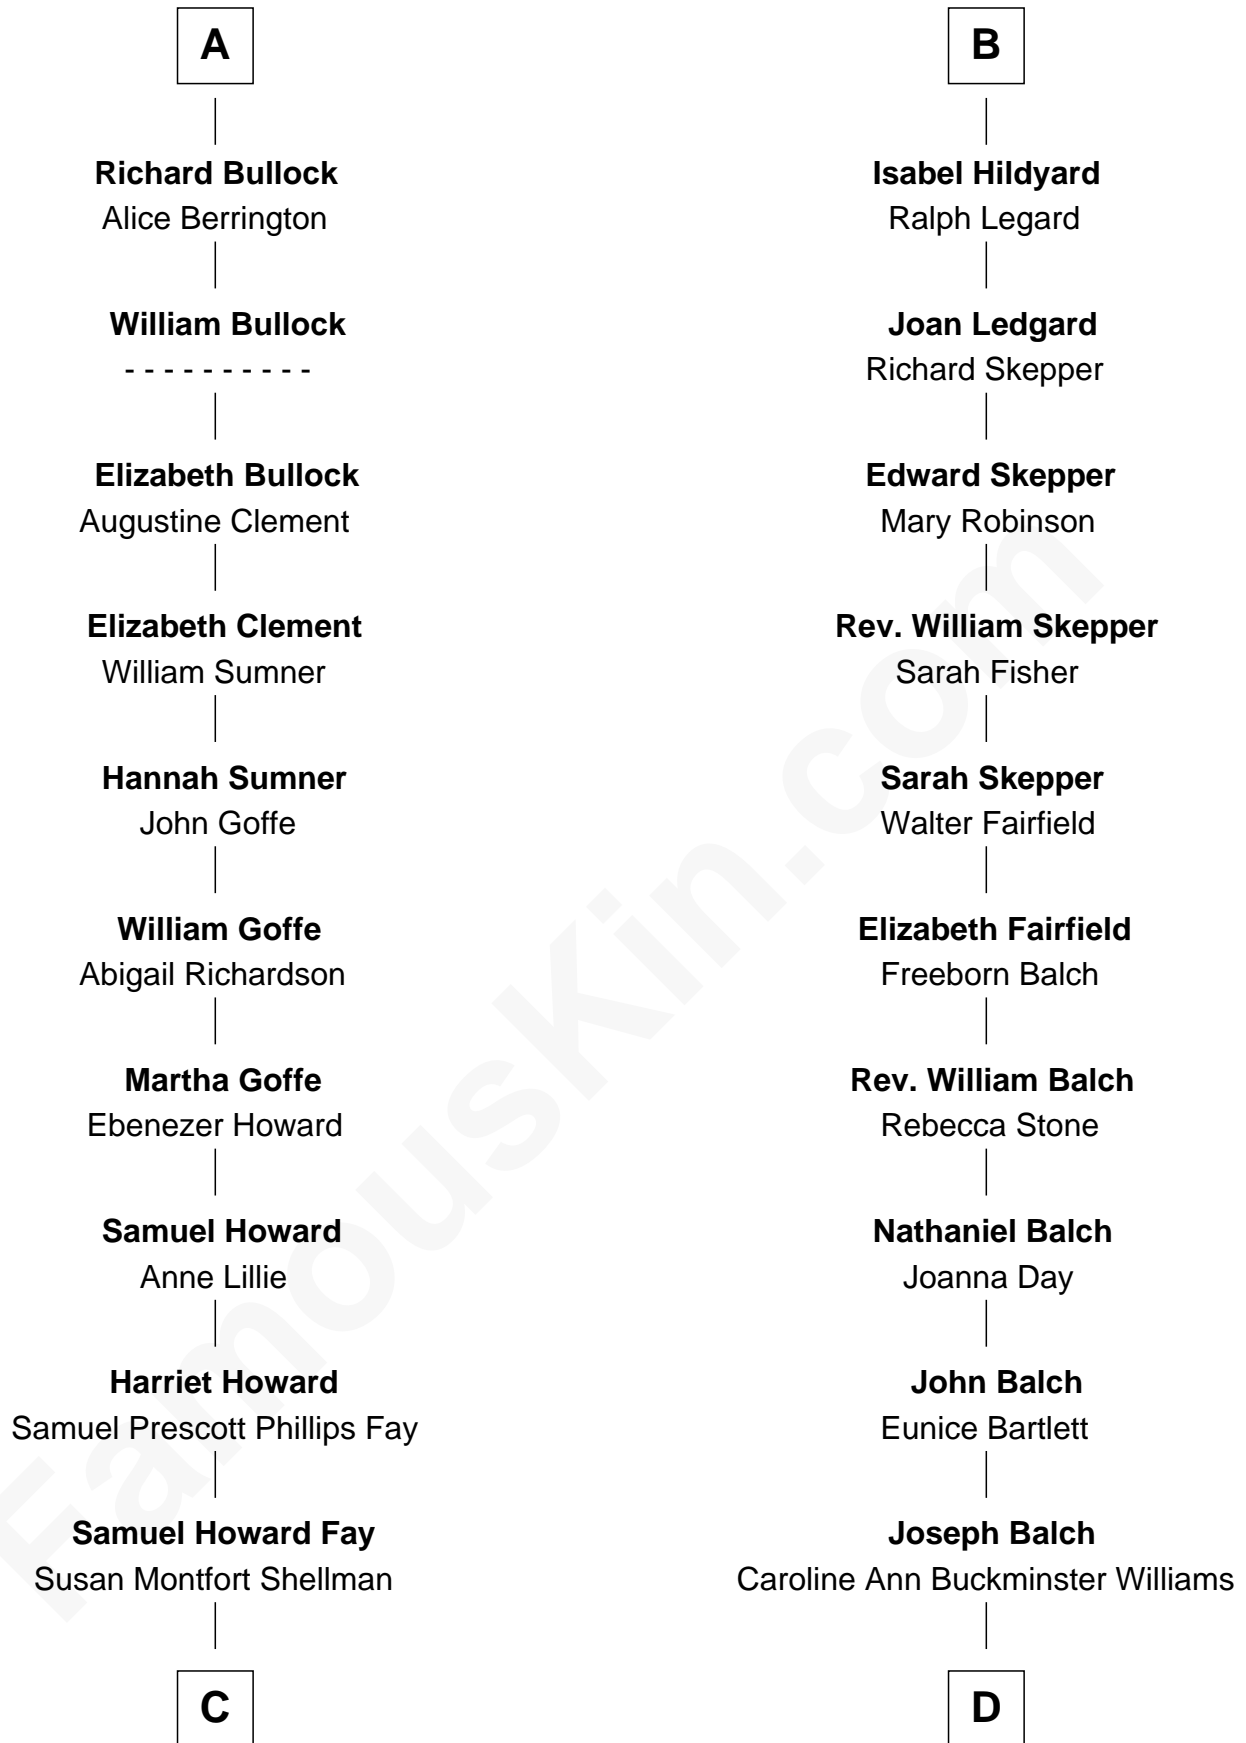 A
Richard Bullock
Alice Berrington
William Bullock
- - - - - - - - - -
Elizabeth Bullock
Augustine Clement
Elizabeth Clement
William Sumner
Hannah Sumner
John Goffe
William Goffe
Abigail Richardson
Martha Goffe
Ebenezer Howard
Samuel Howard
Anne Lillie
Harriet Howard
Samuel Prescott Phillips Fay
Samuel Howard Fay
Susan Montfort Shellman
C
B
Isabel Hildyard
Ralph Legard
Joan Ledgard
Richard Skepper
Edward Skepper
Mary Robinson
Rev. William Skepper
Sarah Fisher
Sarah Skepper
Walter Fairfield
Elizabeth Fairfield
Freeborn Balch
Rev. William Balch
Rebecca Stone
Nathaniel Balch
Joanna Day
John Balch
Eunice Bartlett
Joseph Balch
Caroline Ann Buckminster Williams
D
FamousKin.com